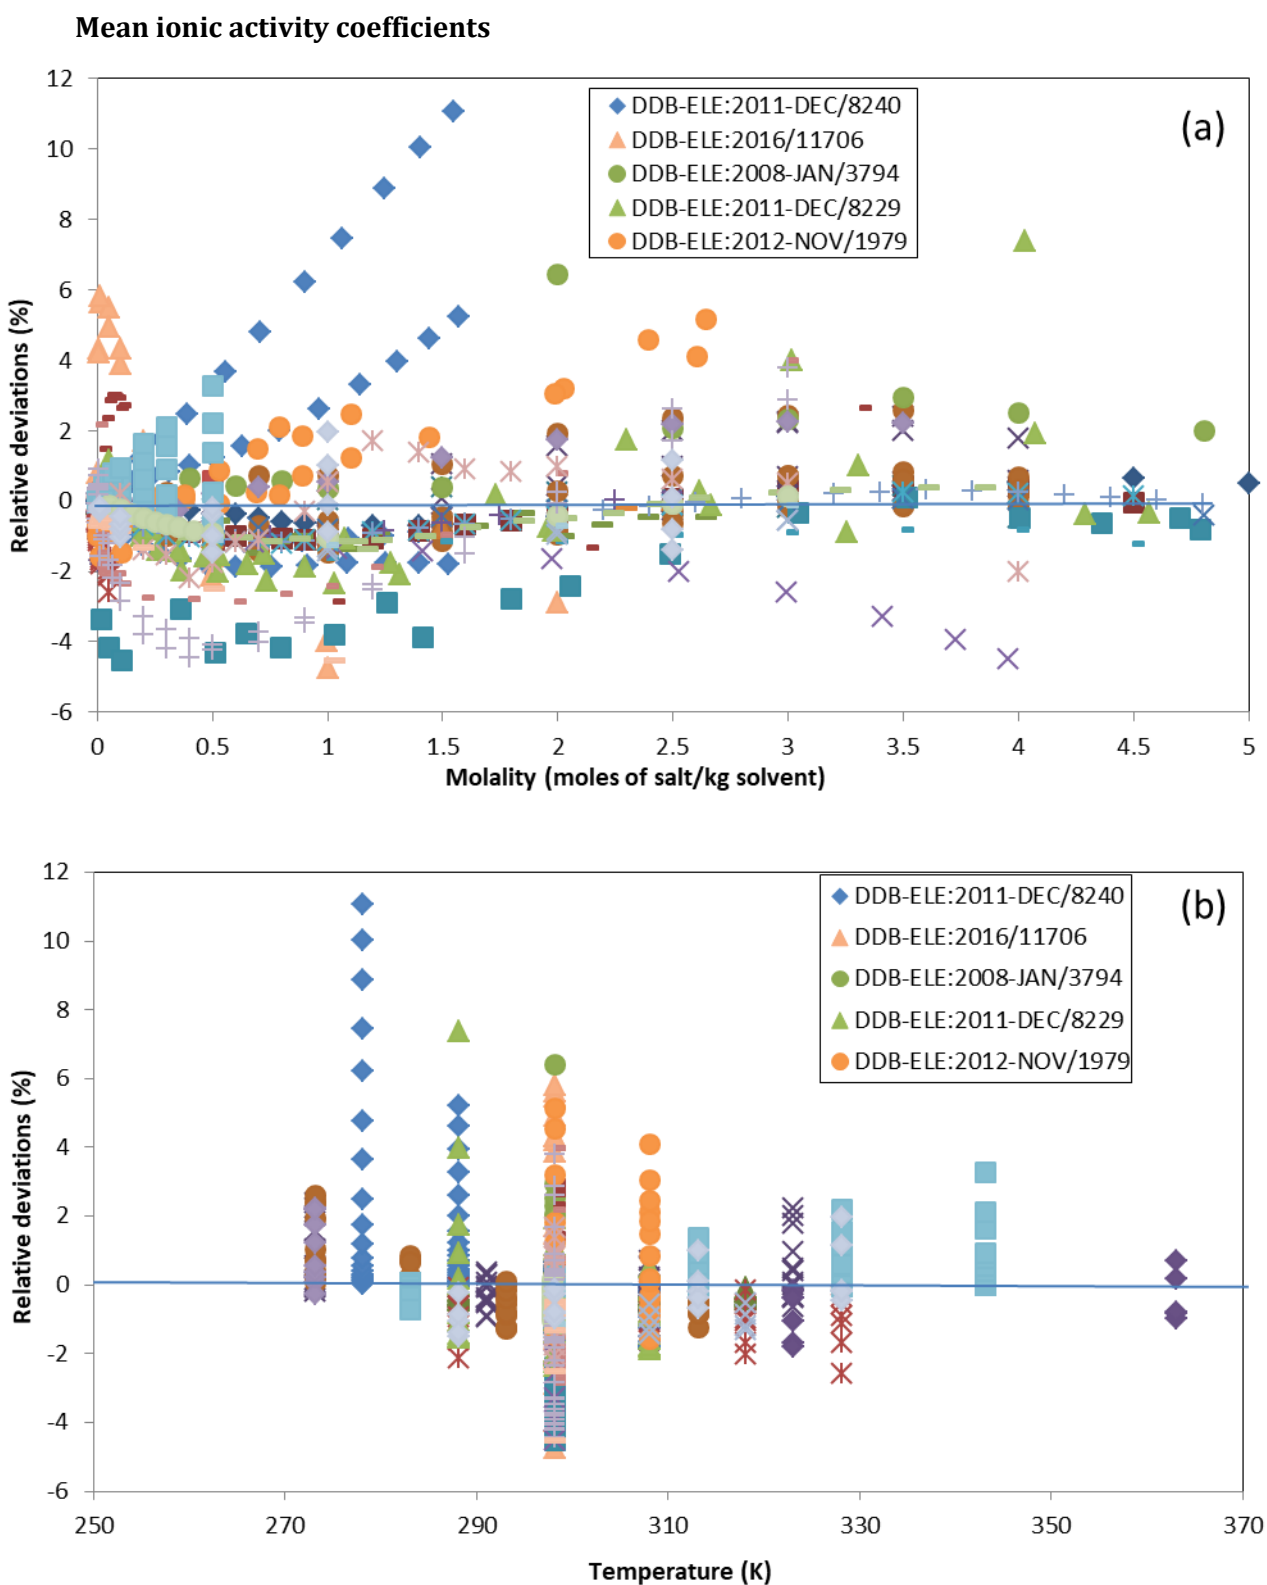 Mean ionic activity coefficients
12
10
8
6
4
2
0
-2
-4
-6
Relative deviations (%)
DDB-ELE:2011-DEC/8240
DDB-ELE:2016/11706
DDB-ELE:2008-JAN/3794
DDB-ELE:2011-DEC/8229
DDB-ELE:2012-NOV/1979
(a)
0 0.5 1 1.5 2 2.5 3 3.5 4 4.5 5
Molality (moles of salt/kg solvent)
12
10
8
6
4
2
0
-2
-4
-6
Relative deviations (%)
DDB-ELE:2011-DEC/8240
DDB-ELE:2016/11706
DDB-ELE:2008-JAN/3794
DDB-ELE:2011-DEC/8229
DDB-ELE:2012-NOV/1979
(b)
250 270 290 310 330 350 370
Temperature (K)